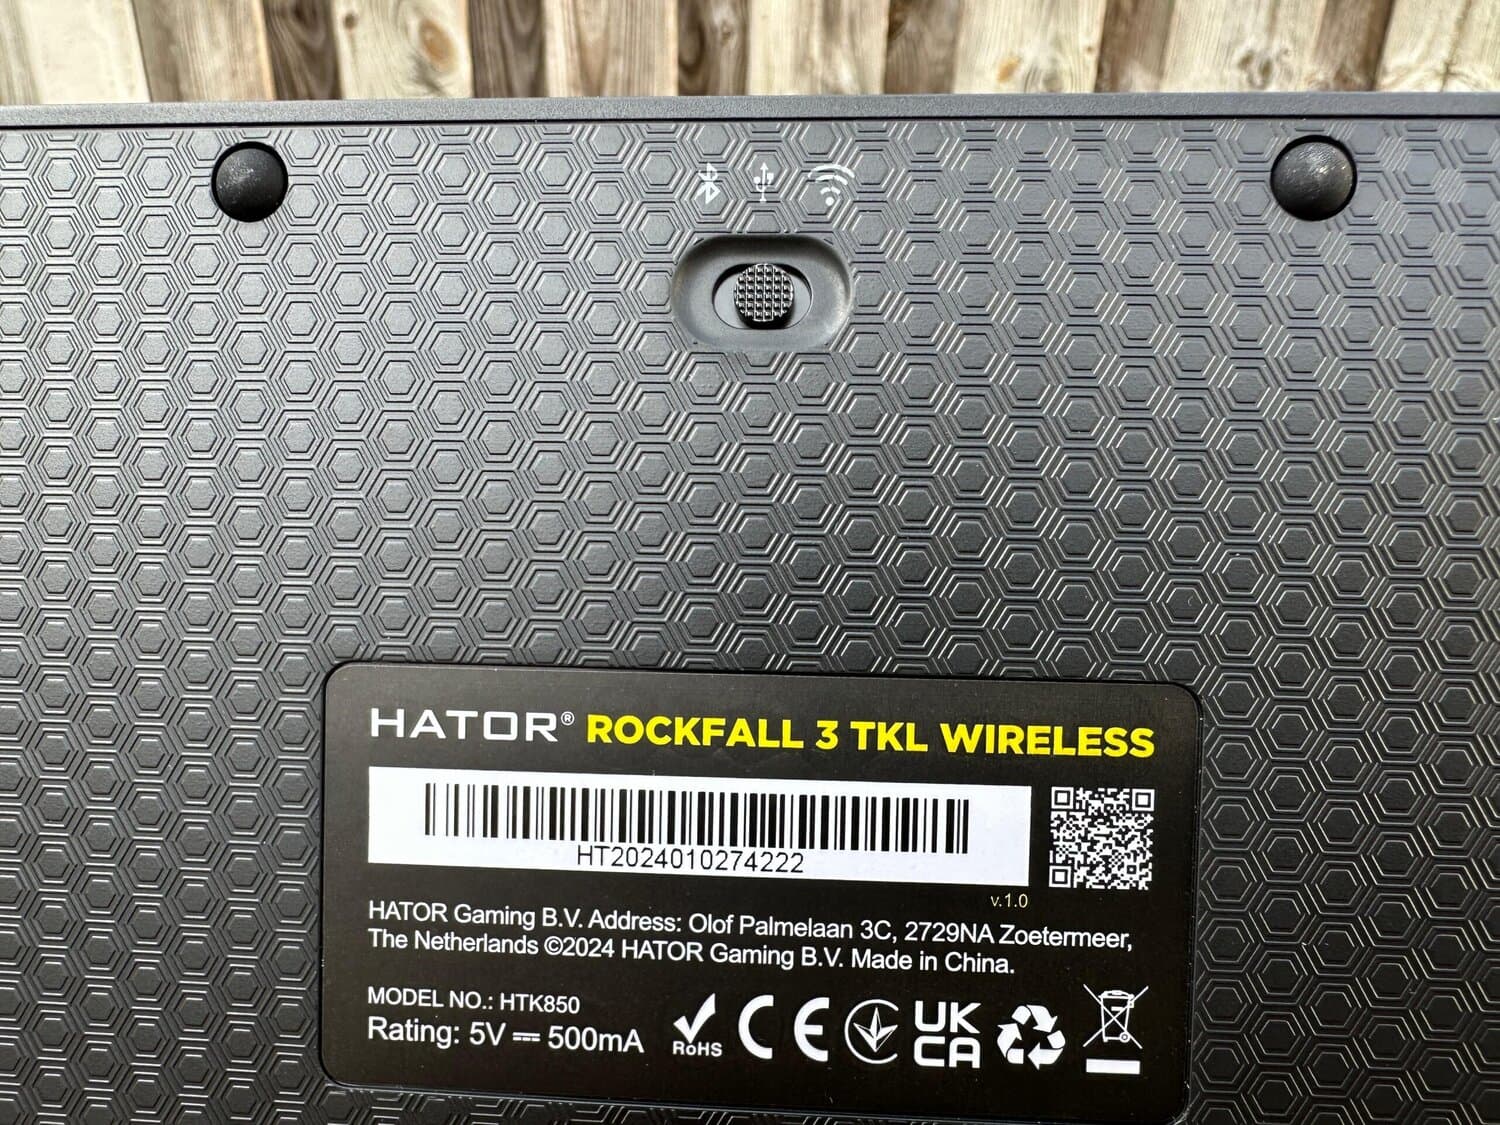 HATOR® ROCKFALL 3 TKL WIRELESS
HT2024010274222
v.1.0
HATOR Gaming B.V. Address: Olof Palmelaan 3C, 2729NA Zoetermeer,
The Netherlands ©2024 HATOR Gaming B.V. Made in China.
MODEL NO.: HTK850
Rating: 5V ⎓ 500mA
RoHS CE UK
CA